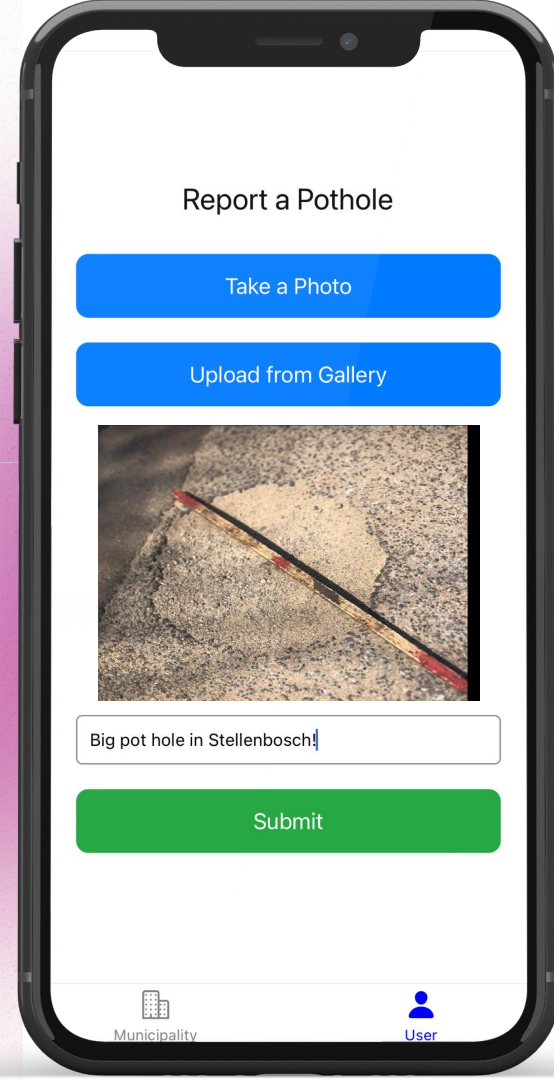 Report a Pothole
Take a Photo
Upload from Gallery
Big pot hole in Stellenbosch!
Submit
Municipality
User